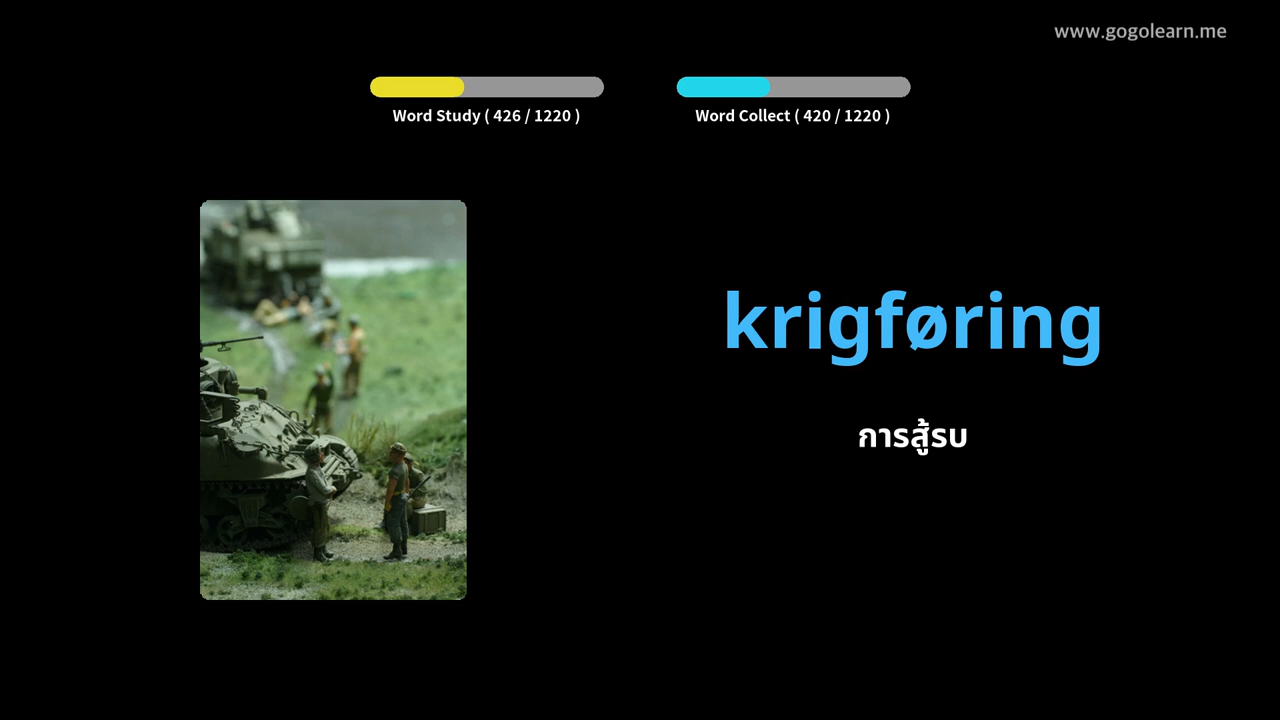 www.gogolearn.me
Word Study ( 426 / 1220 )
Word Collect ( 420 / 1220 )
krigføring
การสู้รบ